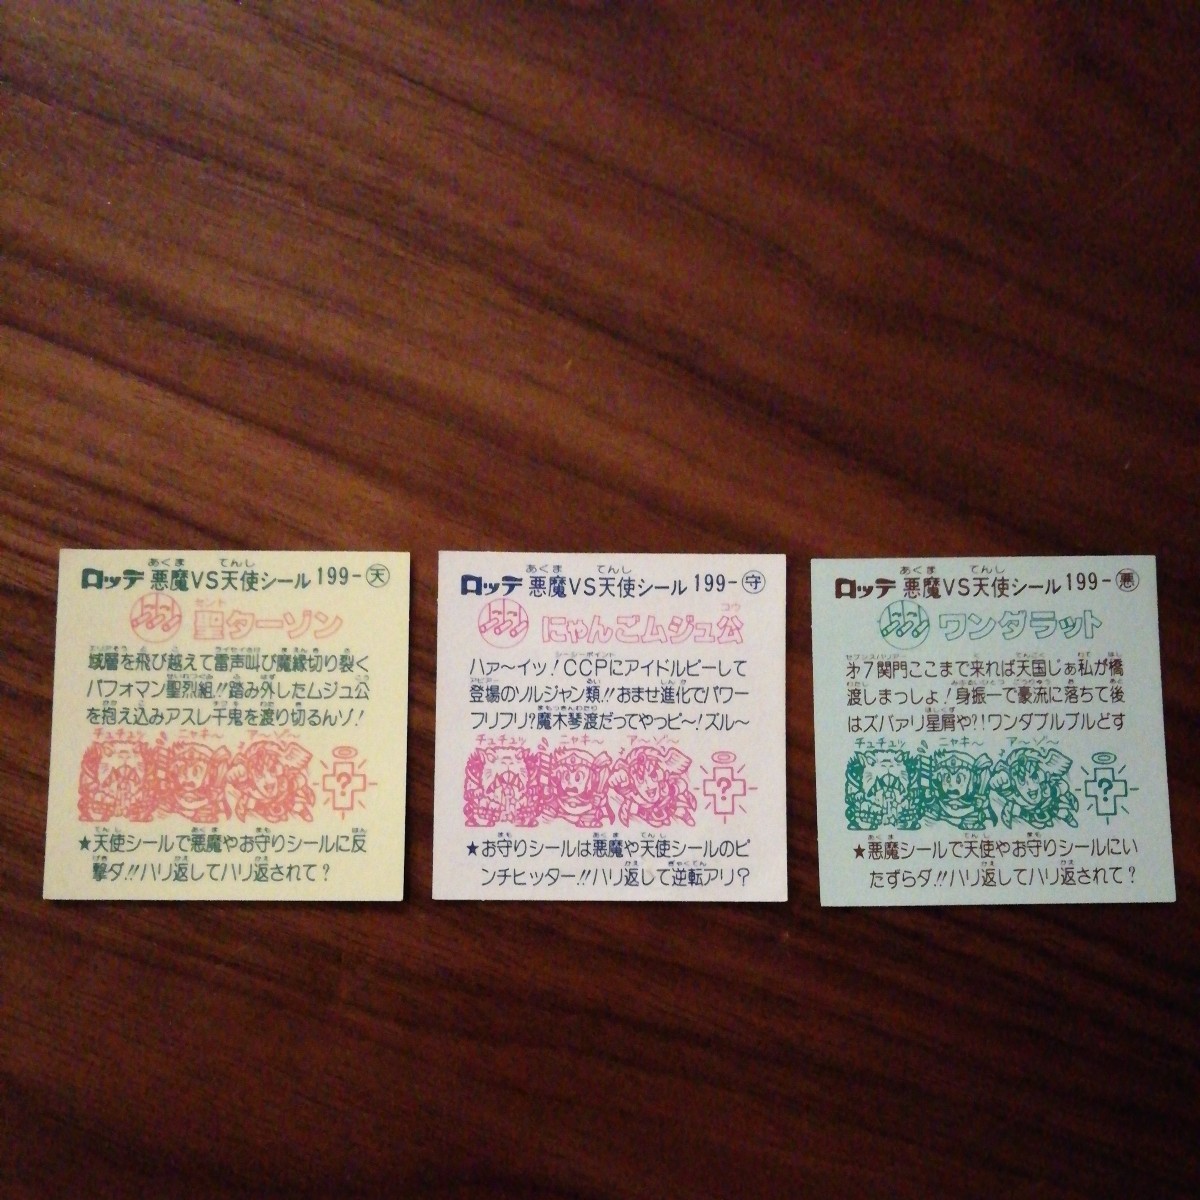 ロッテ 悪魔VS天使シール 199-天
聖ターゾン
域層を飛び越えて雷声叫び魔縁切り裂く
パフォマン聖烈組!!踏み外したムジュ公
を抱え込みアスレ千鬼を渡り切るんゾ!
チュチュッ ニャキ〜 ア〜ゾ〜
?
★天使シールで悪魔やお守りシールに反
撃ダ!!ハリ返してハリ返されて?
ロッテ 悪魔VS天使シール 199-守
にゃんごムジュ公
ハァ〜イッ!CCPにアイドルビーして
登場のソルジャン類!!おませ進化でパワー
フリフリ?魔木琴渡だってやっピ〜!ズル〜
チュチュッ ニャキ〜 ア〜ゾ〜
?
★お守りシールは悪魔や天使シールのピ
ンチヒッター!!ハリ返して逆転アリ?
ロッテ 悪魔VS天使シール 199-悪
ワンダラット
㐧7関門ここまで来れば天国じぁ私が橋
渡しまっしょ!身振一で豪流に落ちて後
はズバァリ星屑や?!ワンダブルブルどす
チュチュッ ニャキ〜 ア〜ゾ〜
?
★悪魔シールで天使やお守りシールにい
たずらダ!!ハリ返してハリ返されて?